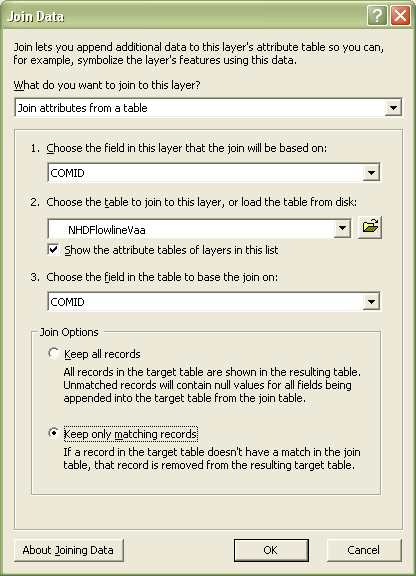 Join Data
Join lets you append additional data to this layer's attribute table so you can,
for example, symbolize the layer's features using this data.
What do you want to join to this layer?
Join attributes from a table
1. Choose the field in this layer that the join will be based on:
COMID
2. Choose the table to join to this layer, or load the table from disk:
NHDFlowlineVaa
Show the attribute tables of layers in this list
3. Choose the field in the table to base the join on:
COMID
Join Options
Keep all records
All records in the target table are shown in the resulting table.
Unmatched records will contain null values for all fields being
appended into the target table from the join table.
Keep only matching records
If a record in the target table doesn't have a match in the join
table, that record is removed from the resulting target table.
About Joining Data
OK
Cancel